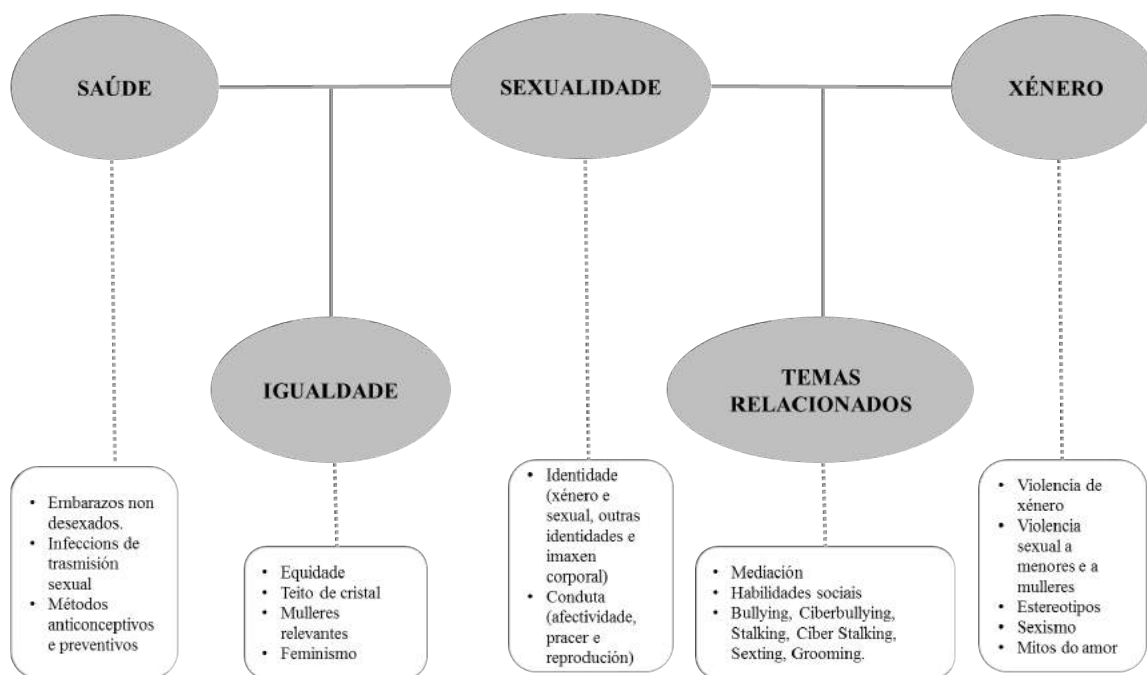 SAÚDE
SEXUALIDADE
XÉNERO
IGUALDADE
TEMAS
RELACIONADOS
• Embarazos non
desexados.
• Infeccions de
trasmisión
sexual
• Métodos
anticonceptivos
e preventivos
• Equidade
• Teito de cristal
• Mulleres
relevantes
• Feminismo
• Identidade
(xénero e
sexual, outras
identidades e
imaxen
corporal)
• Conduta
(afectividade,
pracer e
reprodución)
• Mediación
• Habilidades sociais
• Bullying, Ciberbullying,
Stalking, Ciber Stalking,
Sexting, Grooming.
• Violencia de
xénero
• Violencia
sexual a
menores e a
mulleres
• Estereotipos
• Sexismo
• Mitos do amor